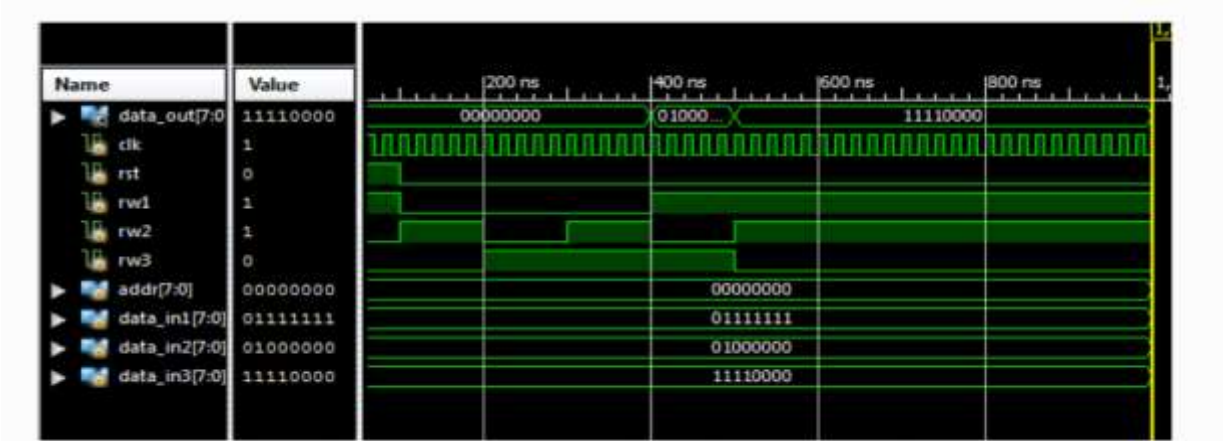 1,
Name Value 200 ns 400 ns 600 ns 800 ns 1,
data_out[7:0 11110000 00000000 01000... 11110000
clk 1
rst 0
rw1 1
rw2 1
rw3 0
addr[7:0] 00000000 00000000
data_in1[7:0] 01111111 01111111
data_in2[7:0] 01000000 01000000
data_in3[7:0] 11110000 11110000